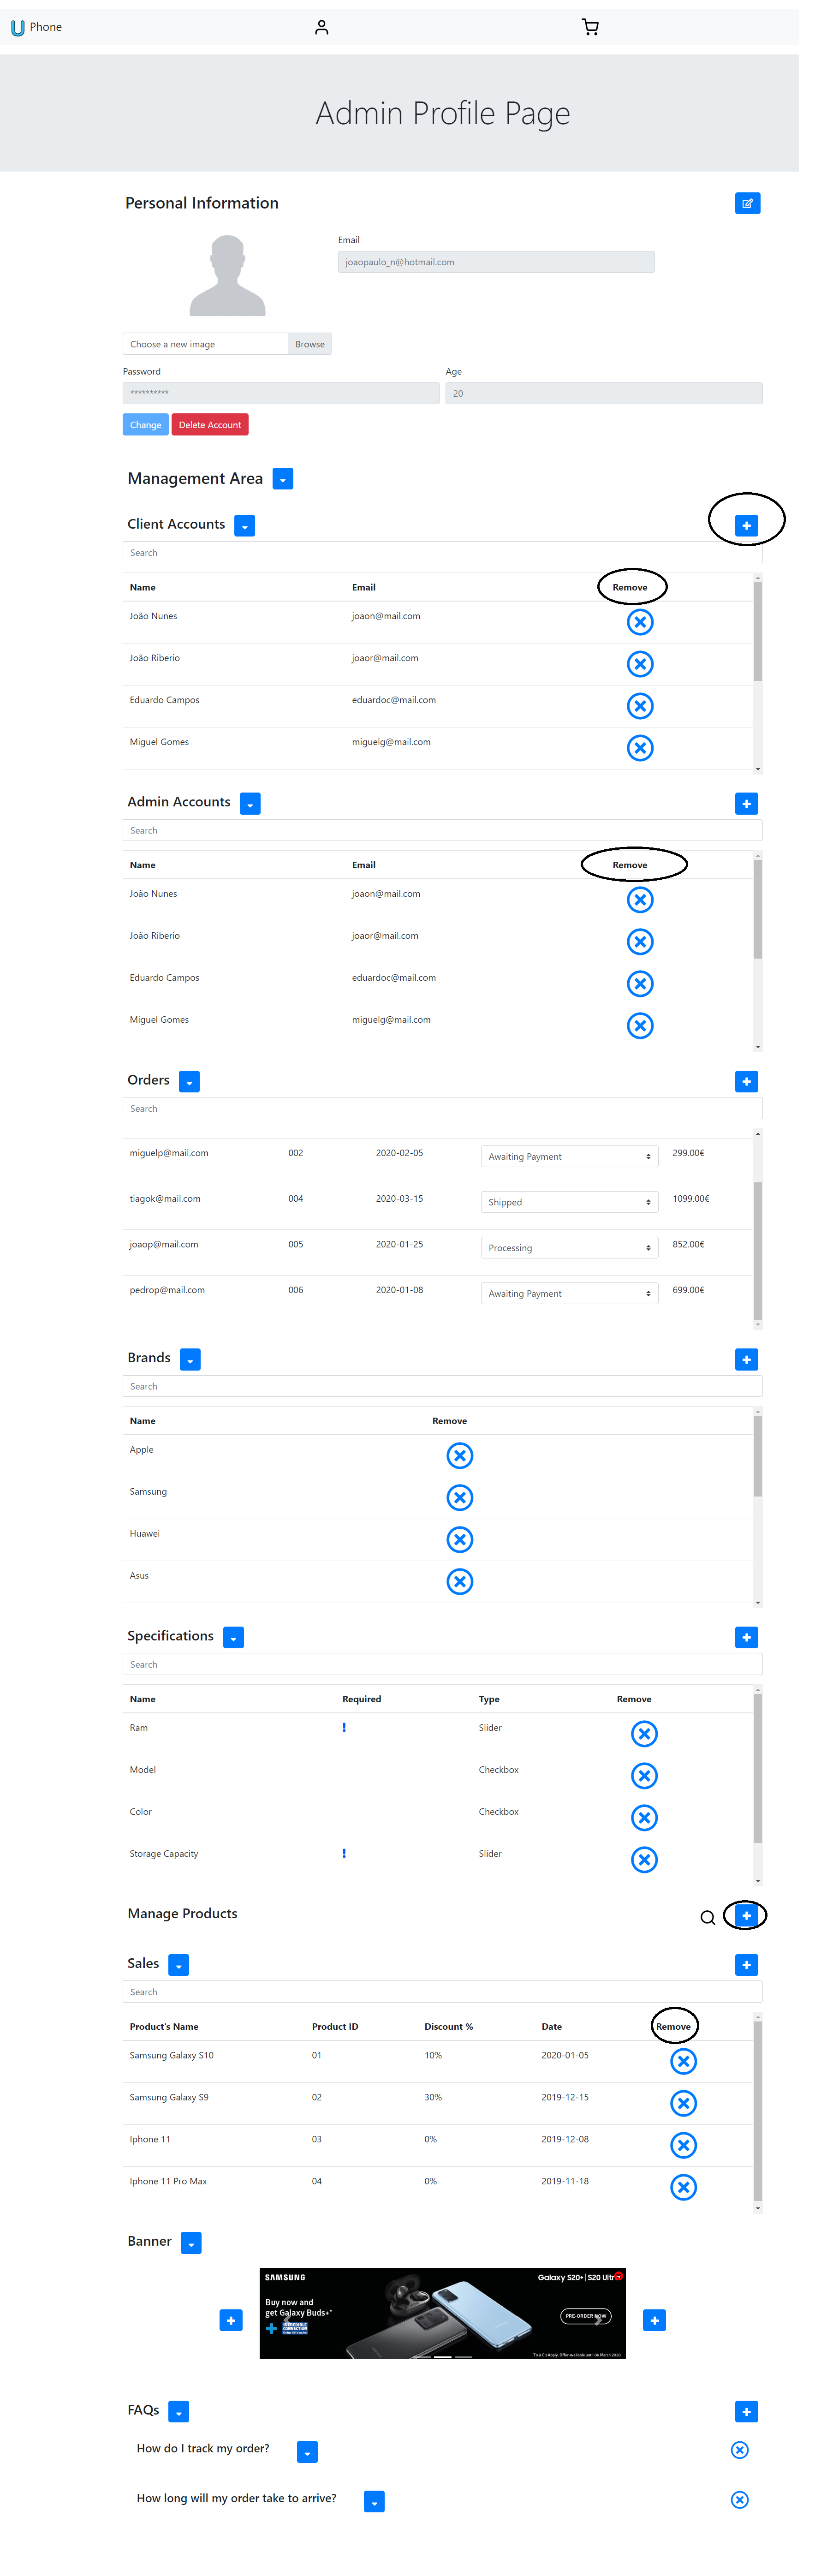 U Phone
Admin Profile Page
Personal Information
Email
joaopaulo_n@hotmail.com
Choose a new image Browse
Password Age
********** 20
Change Delete Account
Management Area
Client Accounts
Search
Name Email Remove
João Nunes joaon@mail.com
João Riberio joaor@mail.com
Eduardo Campos eduardoc@mail.com
Miguel Gomes miguelg@mail.com
Admin Accounts
Search
Name Email Remove
João Nunes joaon@mail.com
João Riberio joaor@mail.com
Eduardo Campos eduardoc@mail.com
Miguel Gomes miguelg@mail.com
Orders
Search
miguelp@mail.com 002 2020-02-05 Awaiting Payment 299.00€
tiagok@mail.com 004 2020-03-15 Shipped 1099.00€
joaop@mail.com 005 2020-01-25 Processing 852.00€
pedrop@mail.com 006 2020-01-08 Awaiting Payment 699.00€
Brands
Search
Name Remove
Apple
Samsung
Huawei
Asus
Specifications
Search
Name Required Type Remove
Ram ! Slider
Model Checkbox
Color Checkbox
Storage Capacity ! Slider
Manage Products
Sales
Search
Product's Name Product ID Discount % Date Remove
Samsung Galaxy S10 01 10% 2020-01-05
Samsung Galaxy S9 02 30% 2019-12-15
Iphone 11 03 0% 2019-12-08
Iphone 11 Pro Max 04 0% 2019-11-18
Banner
SAMSUNG Galaxy S20+ | S20 Ultr
Buy now and
get Galaxy Buds+*
PRE-ORDER NOW
INCREDIBLE
CONNECTION
T's & C's Apply. Offer available until 06 March 2020
FAQs
How do I track my order?
How long will my order take to arrive?